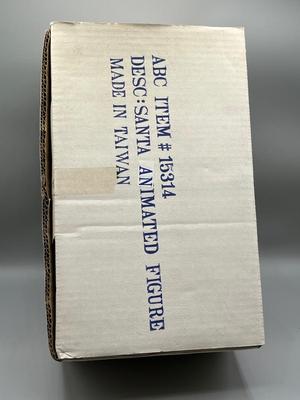 ABC ITEM # 15314
DESC:SANTA ANIMATED FIGURE
MADE IN TAIWAN